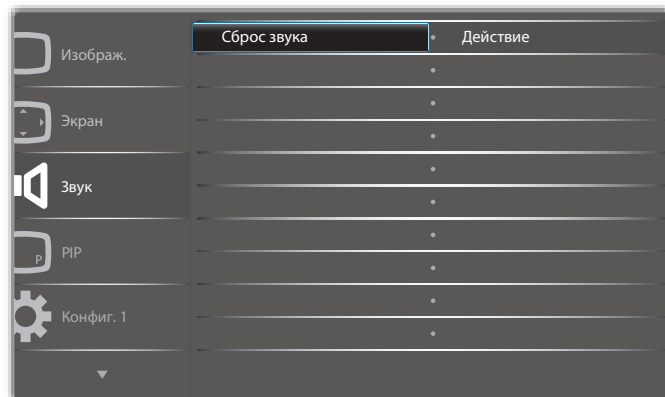 Изображ.
Экран
Звук
PIP
Конфиг. 1
Сброс звука
Действие
P